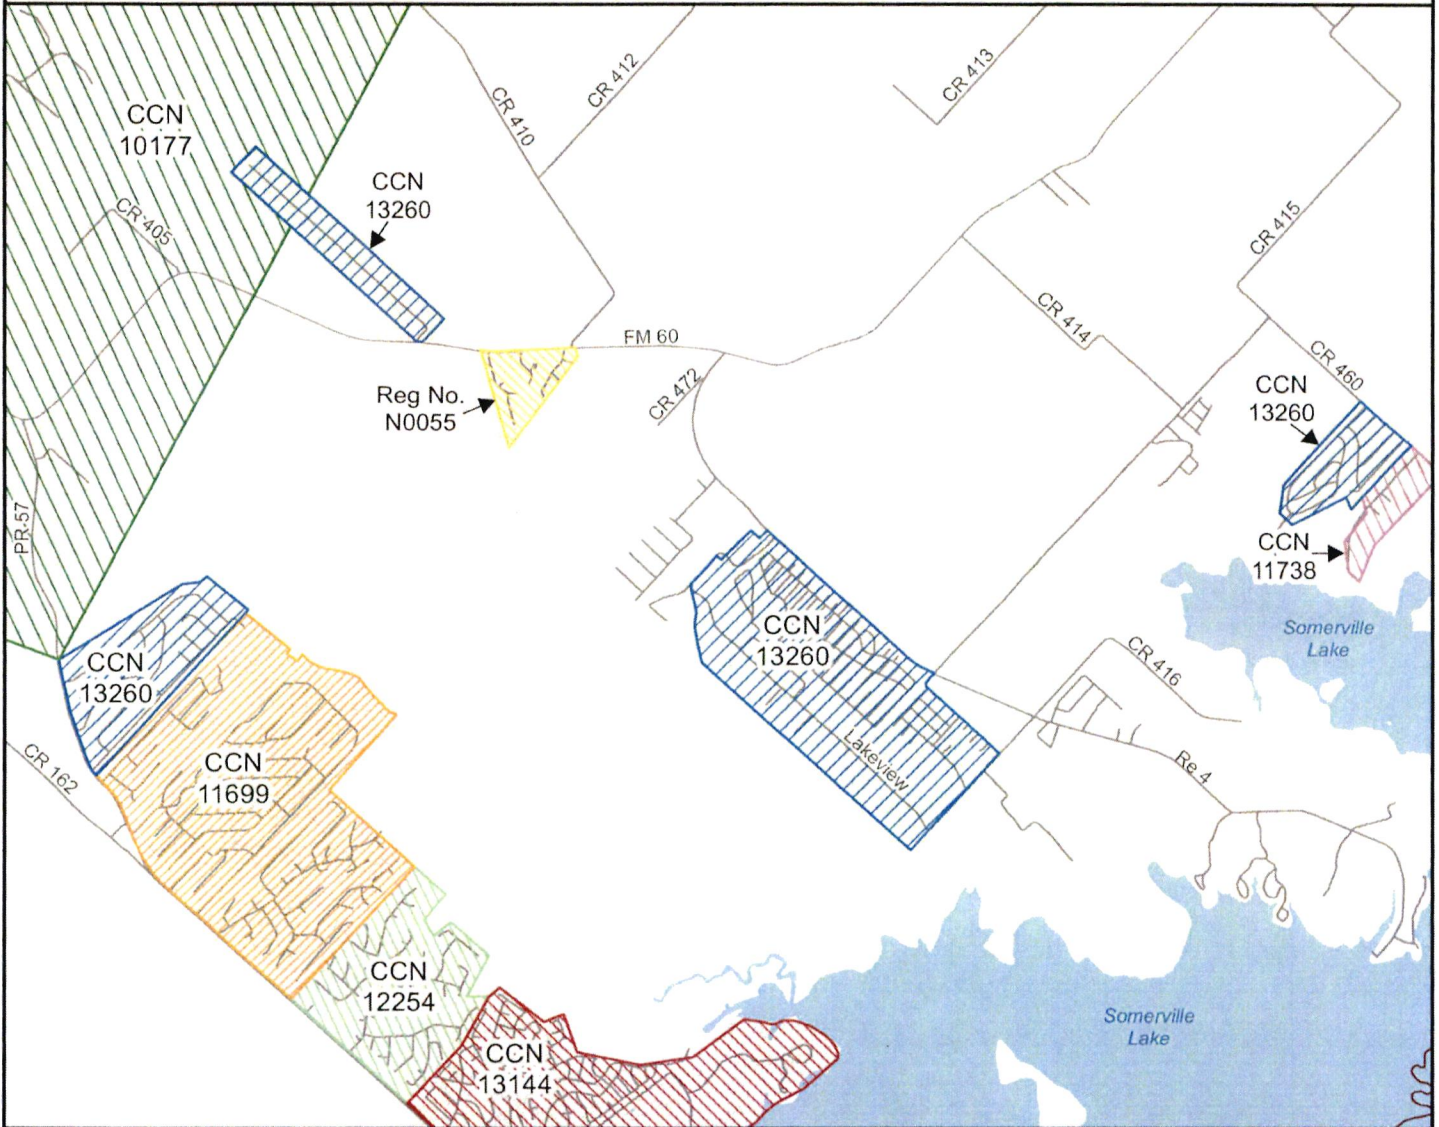 CCN
10177
CR 405
PR 57
CCN
13260
CR 410
CR 412
CR 413
CR 415
CR 414
CR 460
FM 60
CR 472
Reg No.
N0055
CCN
13260
CCN
11738
Somerville
Lake
CCN
13260
Lakeview
CR 416
Re 4
CCN
13260
CR 162
CCN
11699
CCN
12254
CCN
13144
Somerville
Lake